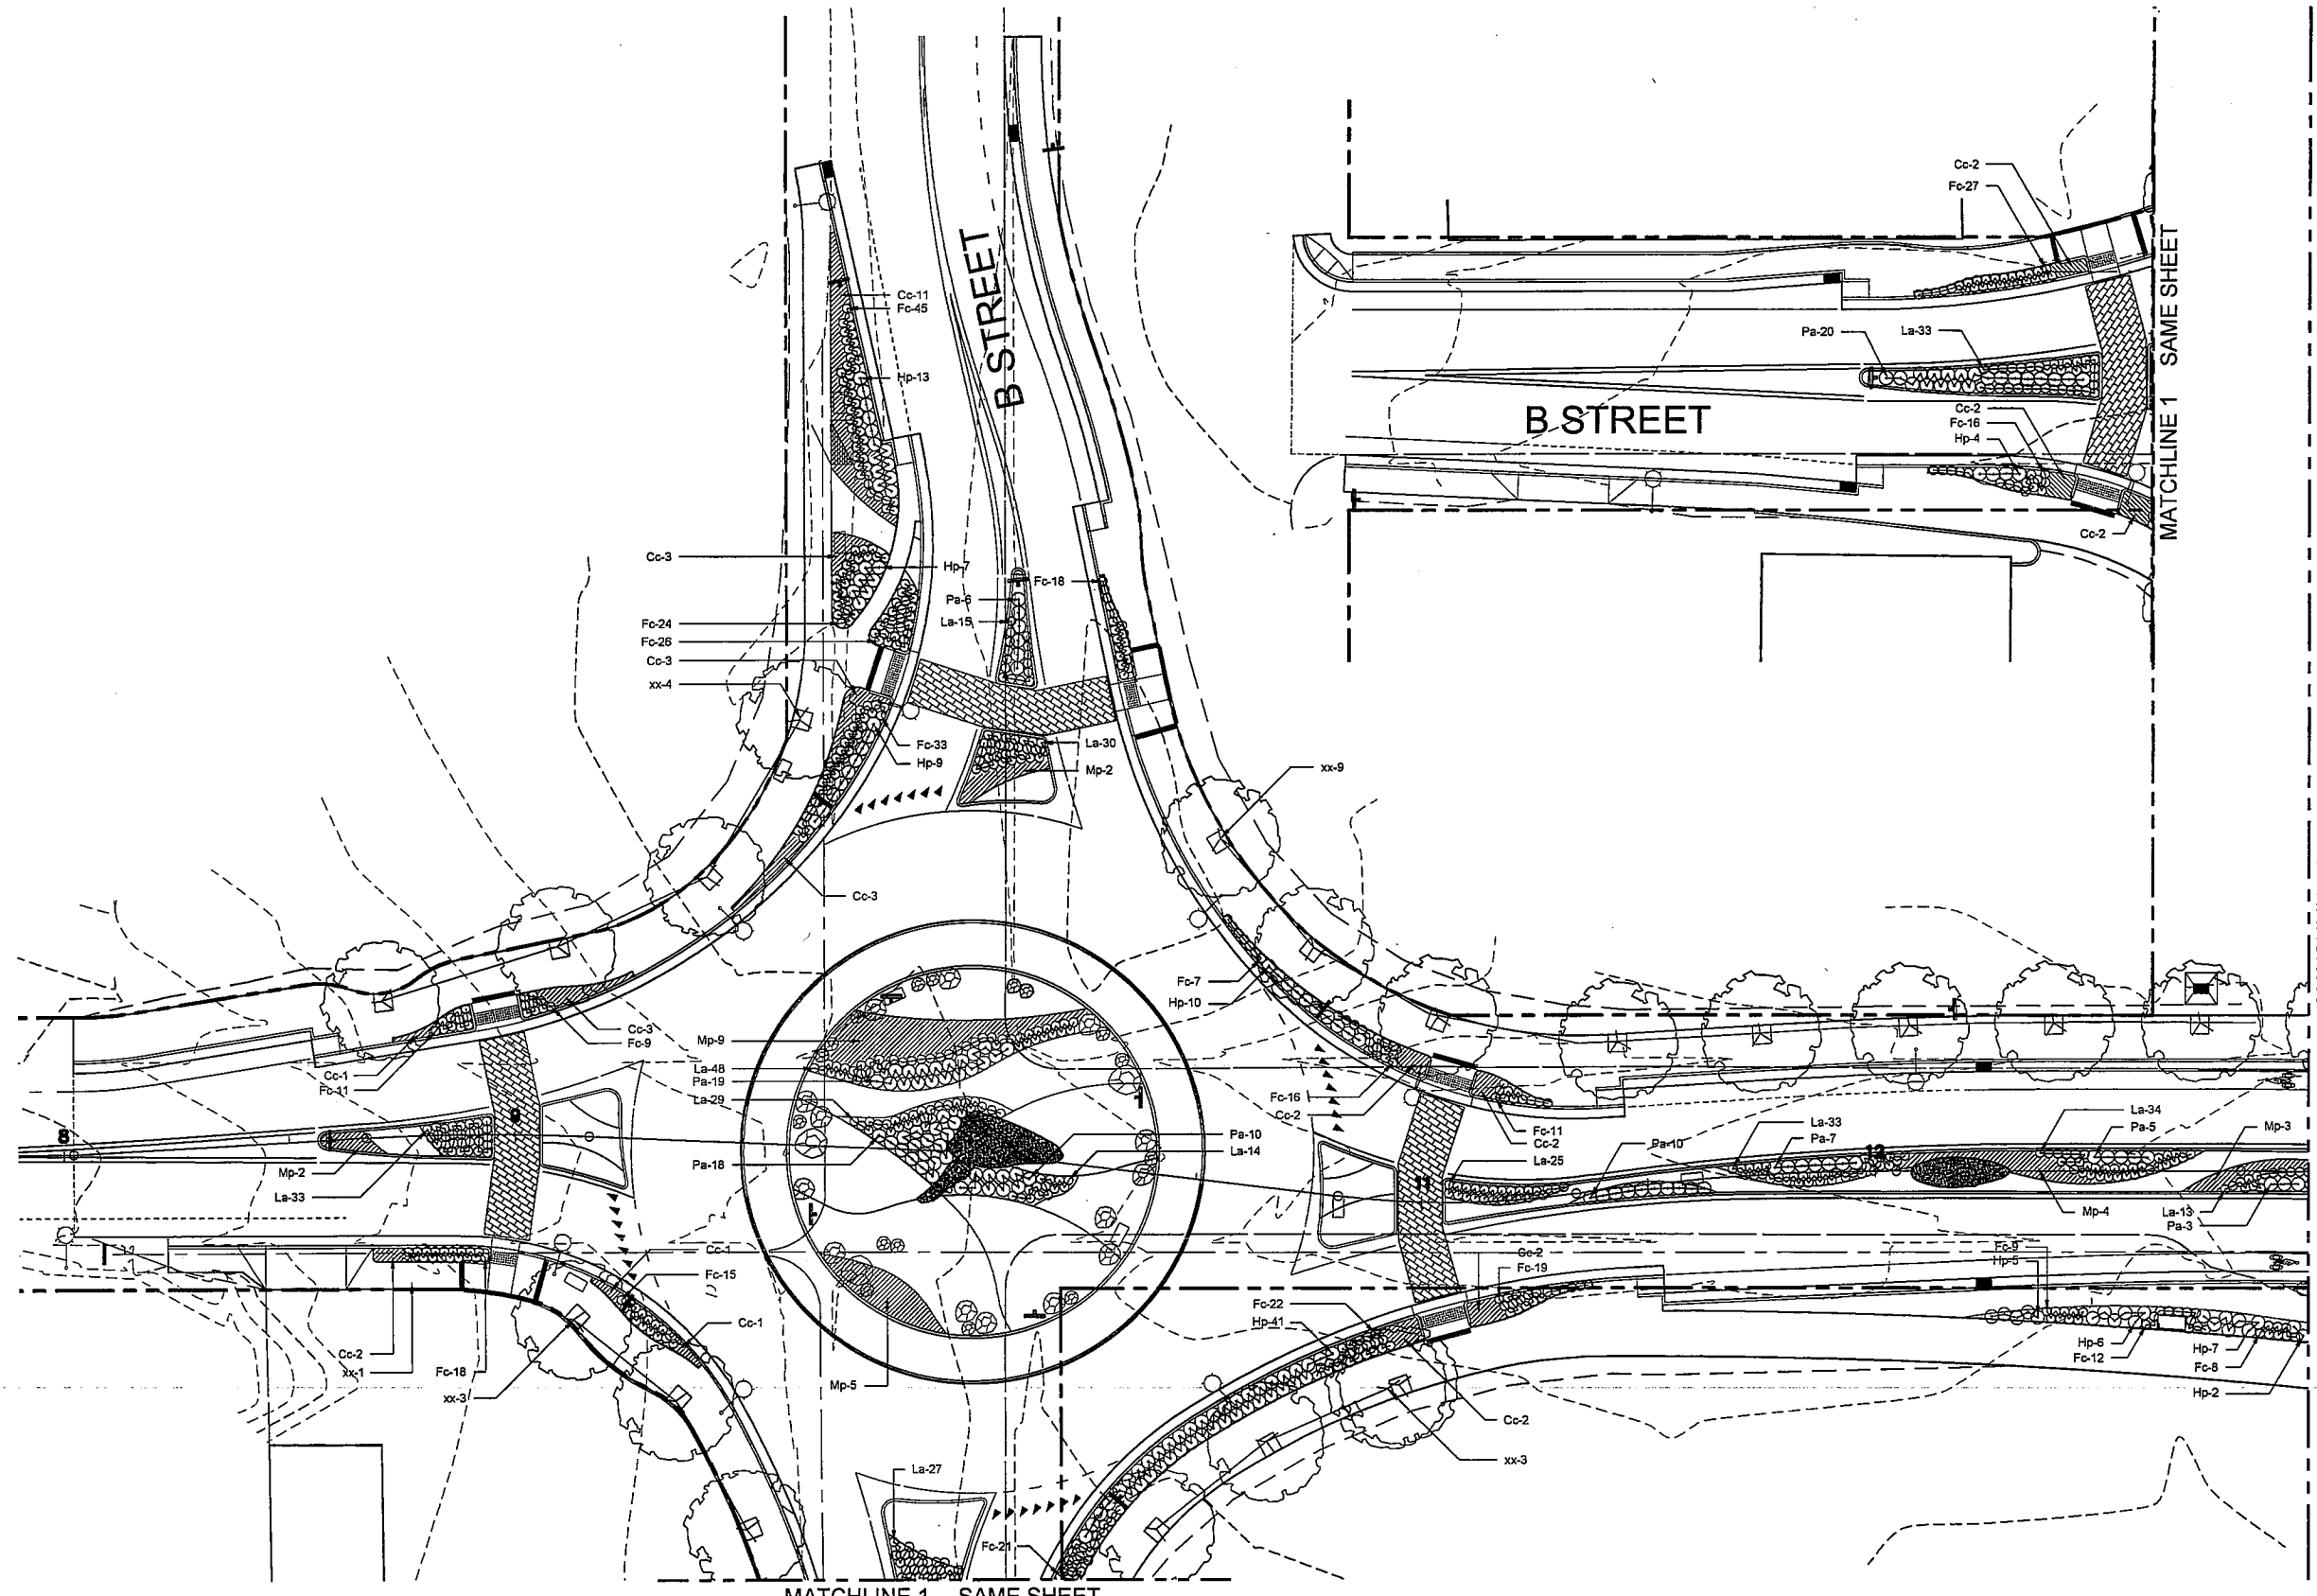 Cc-2
Fc-27
B STREET
Cc-11
Fc-45
Pa-20
La-33
Hp-13
MATCHLINE 1 SAME SHEET
B STREET
Cc-2
Fc-16
Hp-4
Cc-2
Cc-3
Hp-7
Fc-18
Pa-6
La-15
Fc-24
Fc-26
Cc-3
xx-4
Fc-33
Hp-9
La-30
Mp-2
xx-9
Cc-3
Fc-7
Hp-10
Cc-3
Fc-9
Mp-9
La-48
Pa-19
La-29
Cc-1
Fc-11
Fc-16
Cc-2
Fc-11
Cc-2
La-25
Pa-10
La-33
Pa-7
La-34
Pa-5
Mp-3
8
9
Pa-10
La-14
Pa-18
12
11
Mp-2
La-33
Mp-4
La-13
Pa-3
Cc-1
Fc-15
Cc-1
Cc-2
Fc-19
Fc-9
Hp-5
Fc-22
Hp-41
Cc-2
xx-1
Fc-18
xx-3
Mp-5
Hp-6
Fc-12
Hp-7
Fc-8
Hp-2
Cc-2
xx-3
La-27
Fc-21
MATCHLINE 1 SAME SHEET